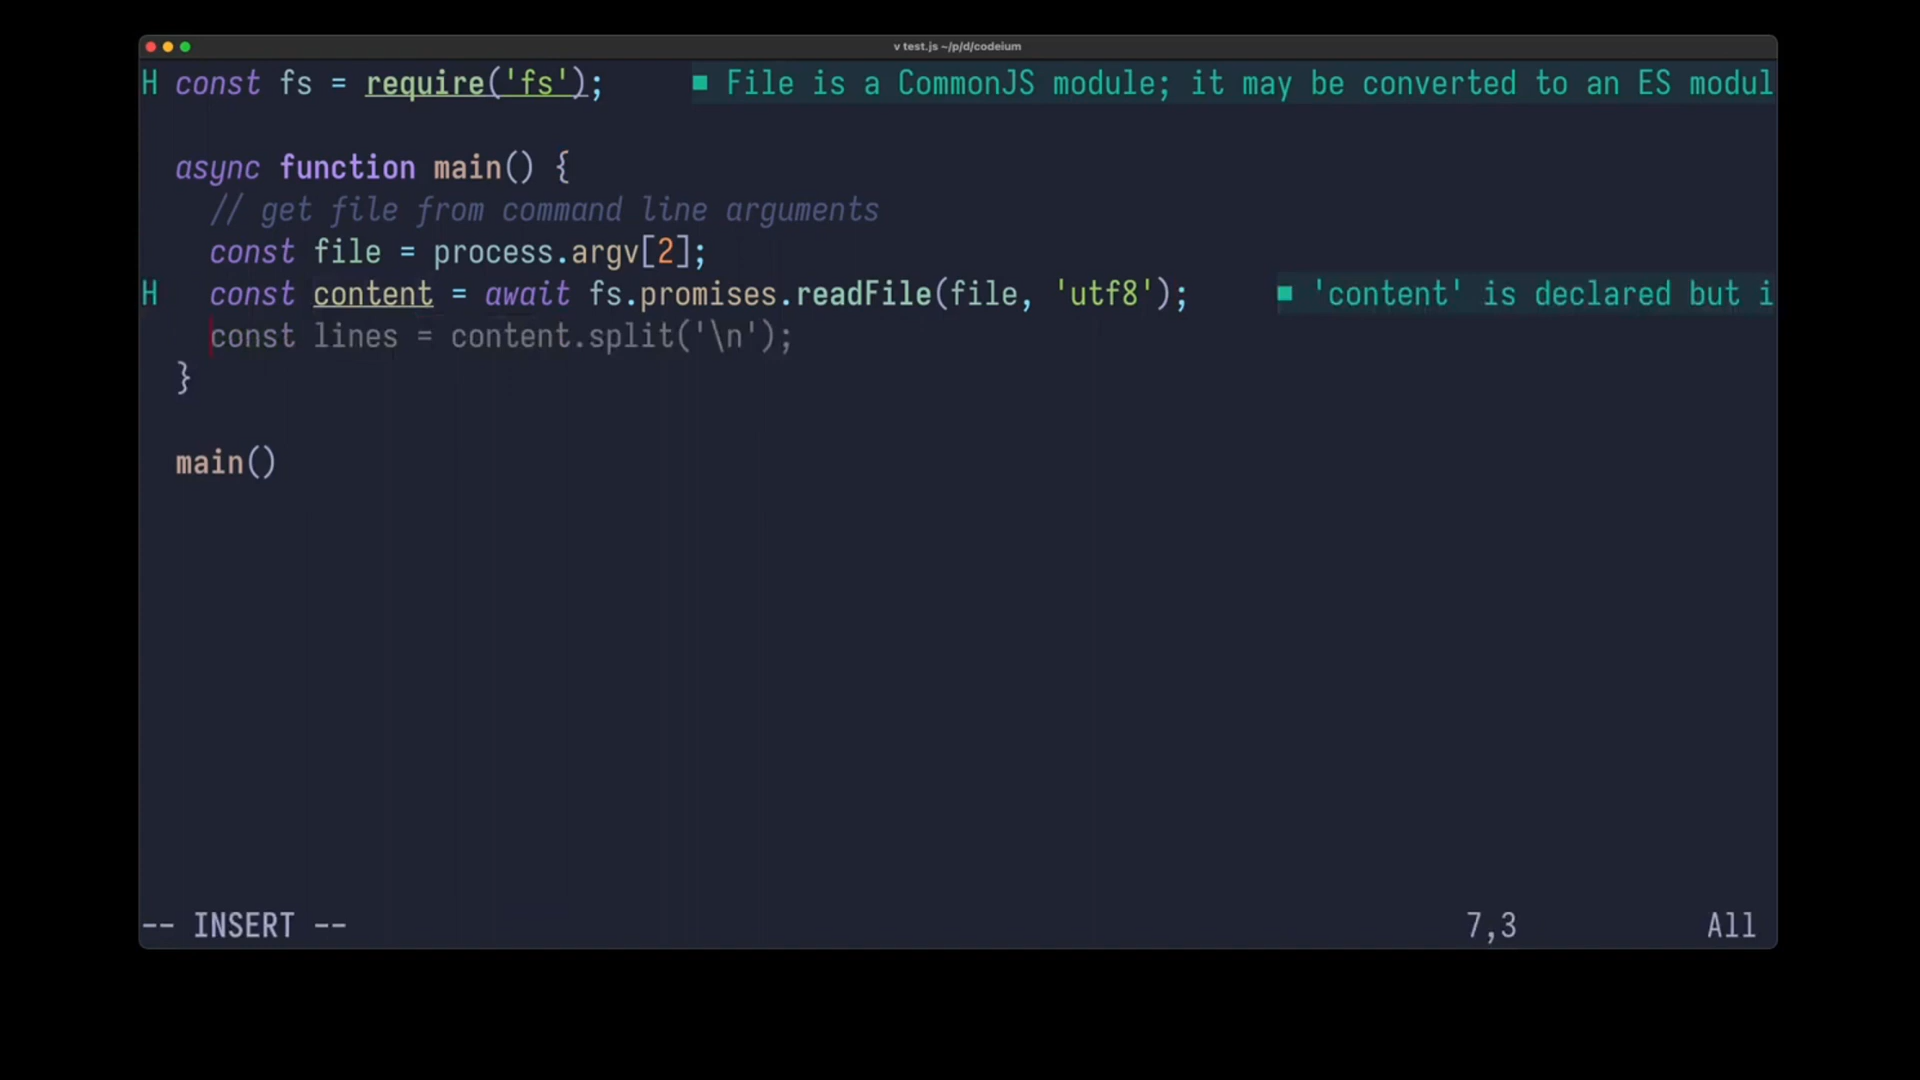 v test.js ~/p/d/codeium
H const fs = require('fs'); ■ File is a CommonJS module; it may be converted to an ES modul
async function main() {
// get file from command line arguments
const file = process.argv[2];
H const content = await fs.promises.readFile(file, 'utf8'); ■ 'content' is declared but i
const lines = content.split('\n');
}
main()
-- INSERT -- 7,3 All